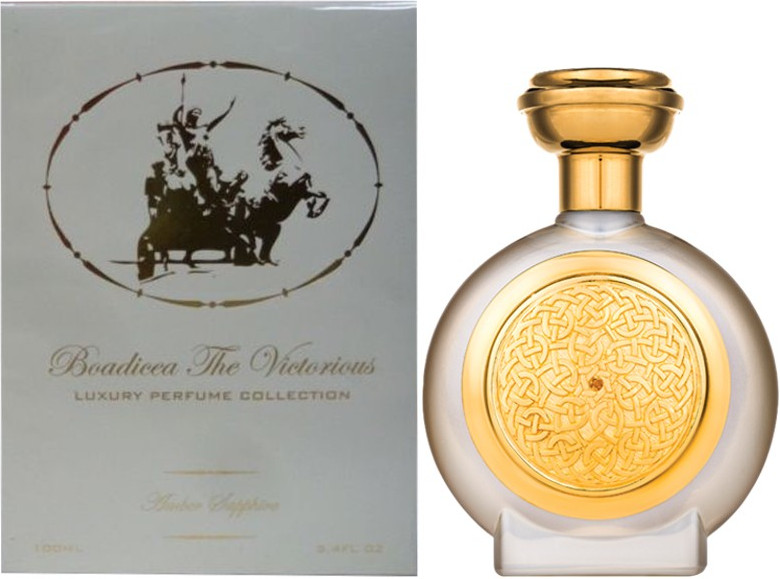 Boadicea The Victorious
LUXURY PERFUME COLLECTION
Amber Sapphire
100ML 3.4FL OZ